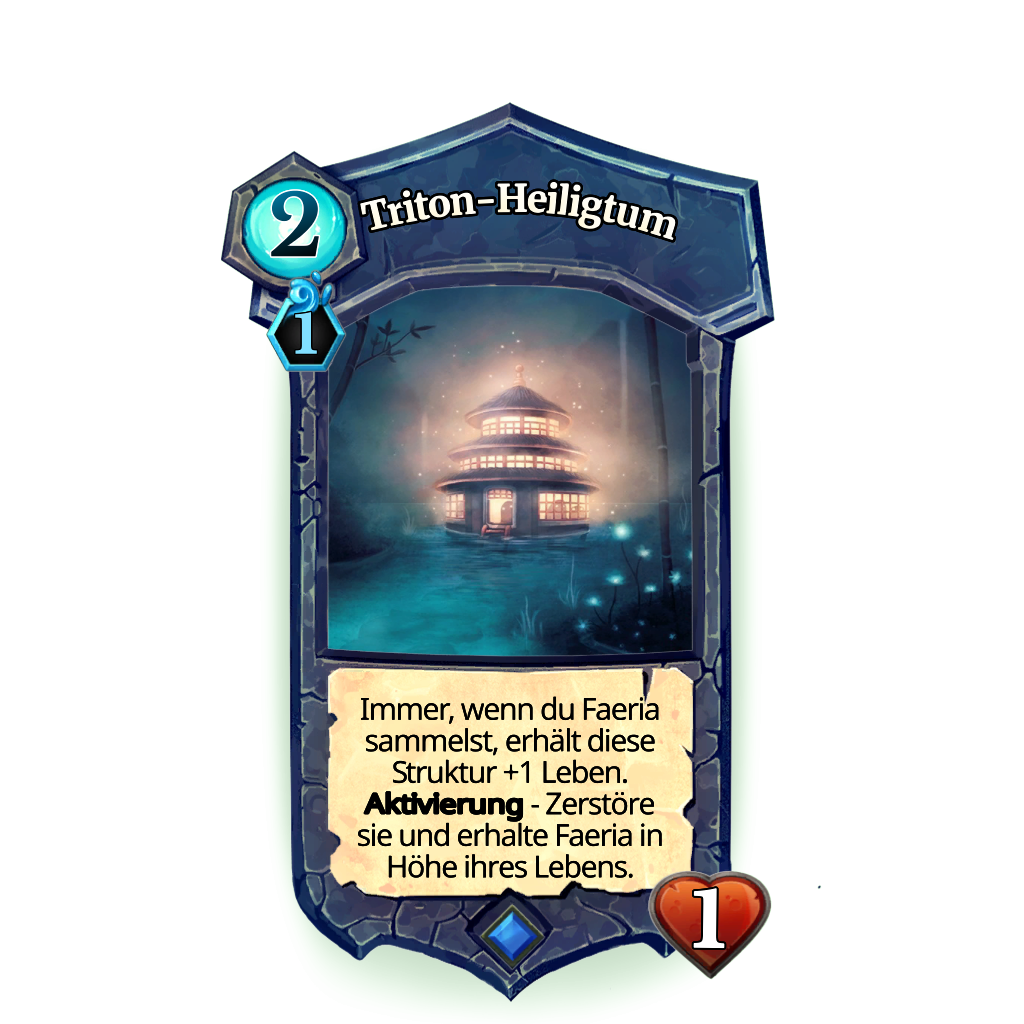 2
Triton-Heiligtum
1
Immer, wenn du Faeria
sammelst, erhält diese
Struktur +1 Leben.
Aktivierung - Zerstöre
sie und erhalte Faeria in
Höhe ihres Lebens.
1